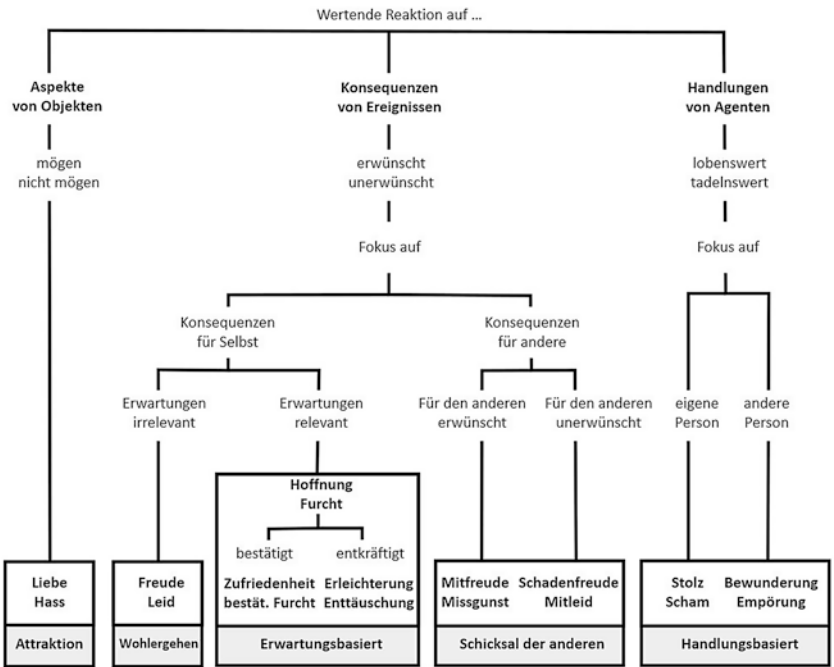 Wertende Reaktion auf ...
Aspekte
von Objekten
Konsequenzen
von Ereignissen
Handlungen
von Agenten
mögen
nicht mögen
erwünscht
unerwünscht
lobenswert
tadelnswert
Fokus auf
Fokus auf
Konsequenzen
für Selbst
Konsequenzen
für andere
Erwartungen
irrelevant
Erwartungen
relevant
Für den anderen
erwünscht
Für den anderen
unerwünscht
eigene
Person
andere
Person
Hoffnung
Furcht
bestätigt
entkräftigt
Liebe
Hass
Freude
Leid
Zufriedenheit
bestät. Furcht
Erleichterung
Enttäuschung
Mitfreude
Missgunst
Schadenfreude
Mitleid
Stolz
Scham
Bewunderung
Empörung
Attraktion
Wohlergehen
Erwartungsbasiert
Schicksal der anderen
Handlungsbasiert